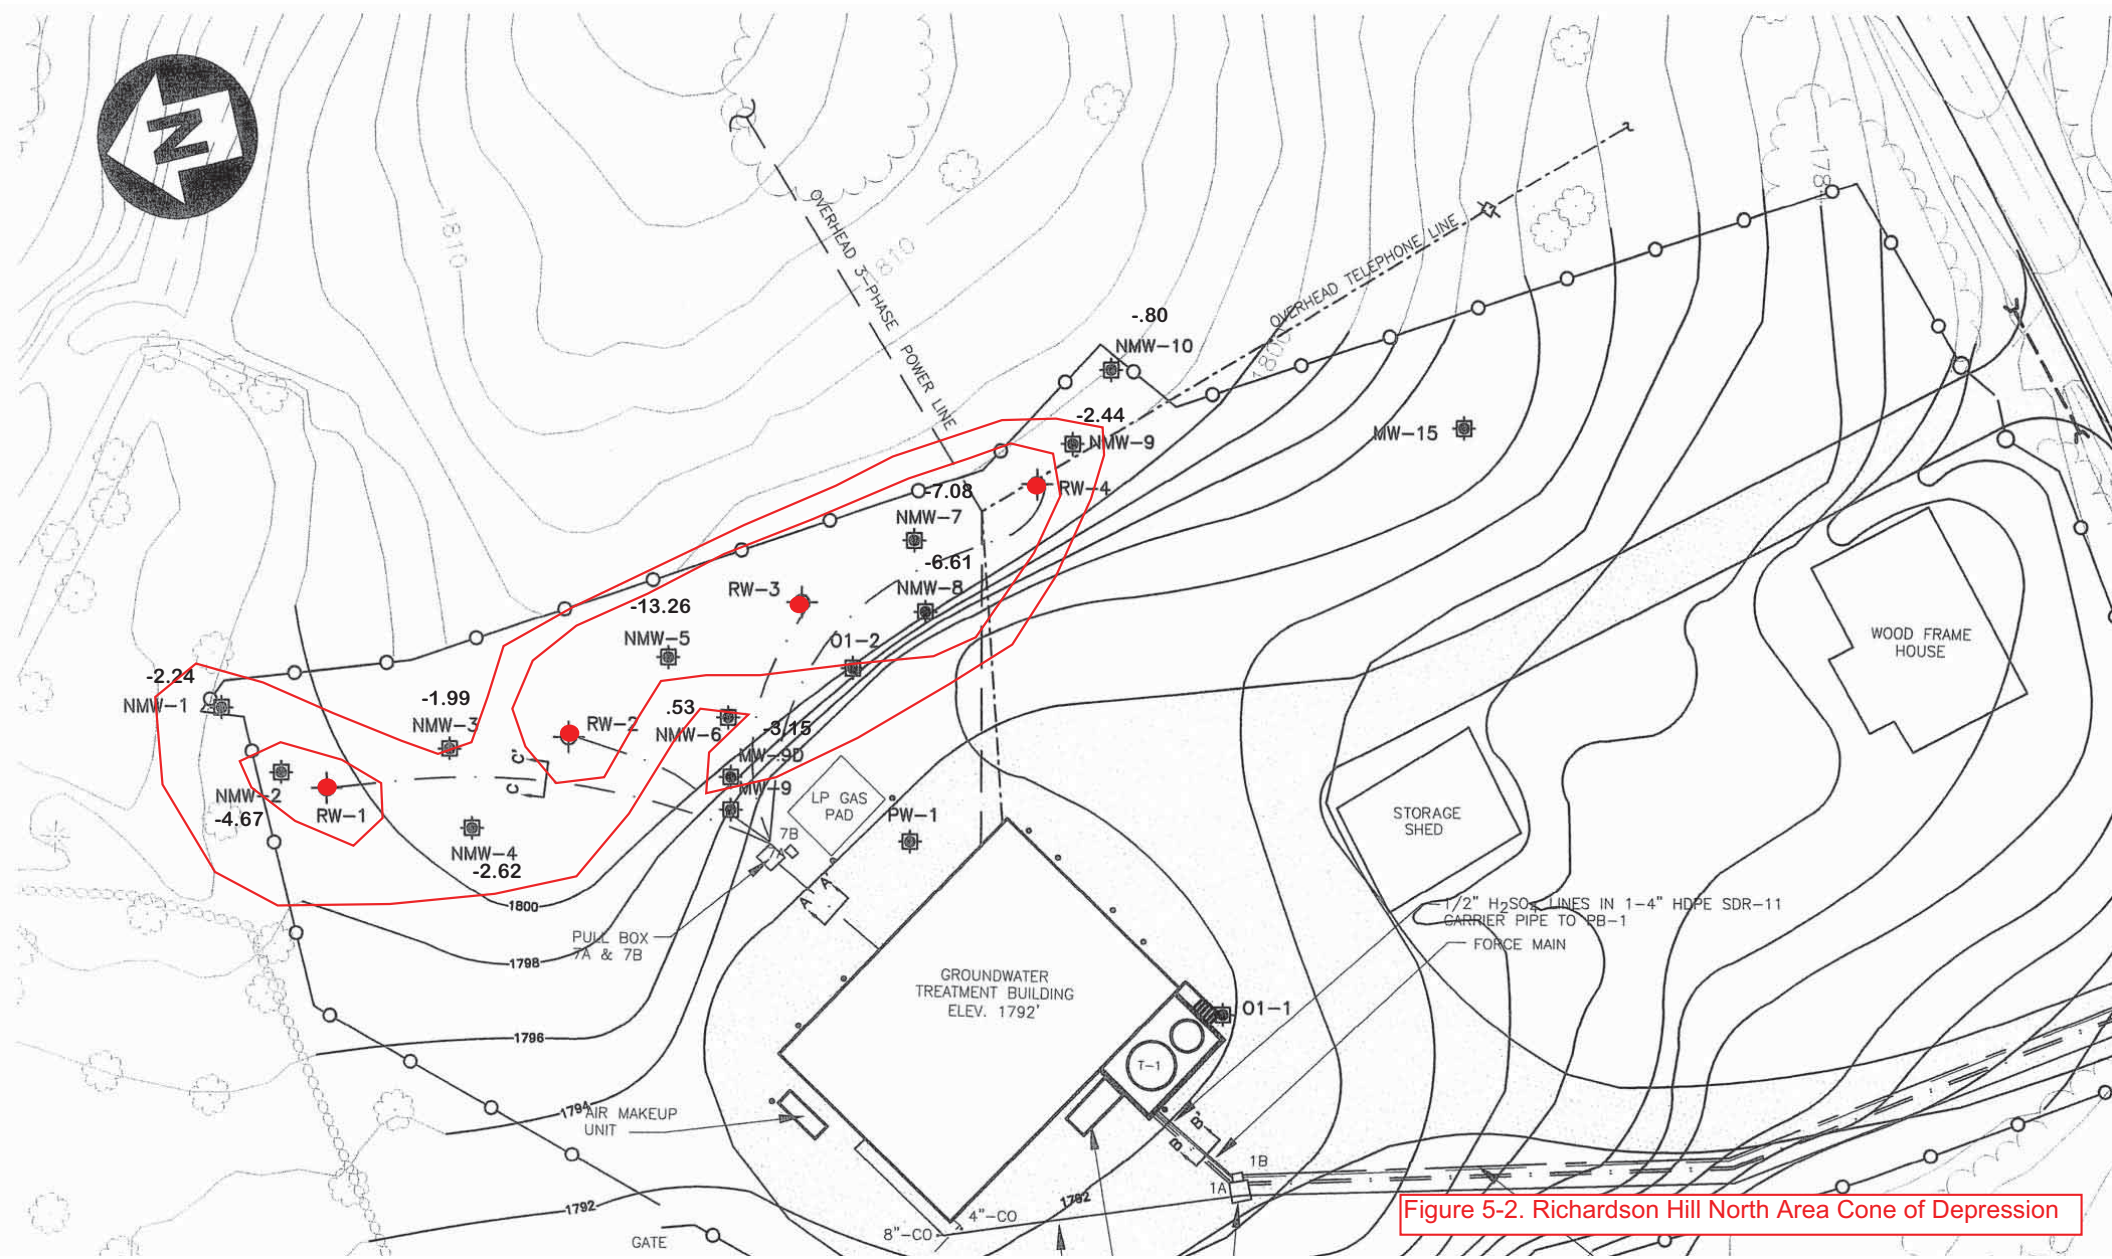 N
1810
OVERHEAD 3-PHASE POWER LINE
1810
178
OVERHEAD TELEPHONE LINE
1800
-.80
NMW-10
-2.44
NMW-9
MW-15
RW-4
-7.08
NMW-7
-6.61
NMW-8
RW-3
-13.26
NMW-5
01-2
-2.24
NMW-1
-1.99
NMW-3
RW-2
.53
NMW-6
-3.15
MW-9D
MW-9
C'
C
NMW-2
-4.67
RW-1
NMW-4
-2.62
LP GAS
PAD
PW-1
7B
7A
A'
A'
WOOD FRAME
HOUSE
STORAGE
SHED
1800
PULL BOX
7A & 7B
1798
1/2" H2SO4 LINES IN 1-4" HDPE SDR-11
CARRIER PIPE TO PB-1
FORCE MAIN
GROUNDWATER
TREATMENT BUILDING
ELEV. 1792'
01-1
T-1
1796
1794
AIR MAKEUP
UNIT
B'
B
1B
1A
1792
1792
4"-CO
8"-CO
GATE
Figure 5-2. Richardson Hill North Area Cone of Depression